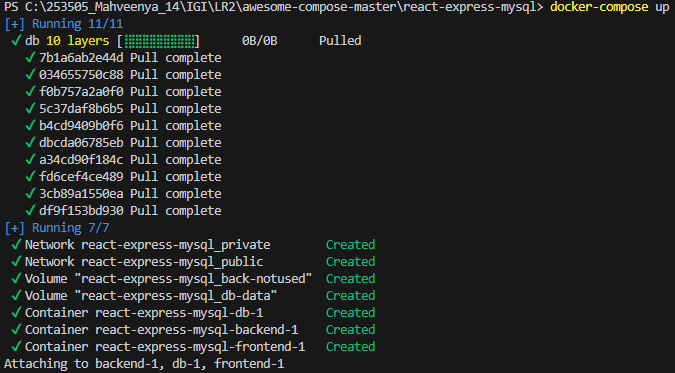 PS C:\253505_Mahveenya_14\IGI\LR2\awesome-compose-master\react-express-mysql> docker-compose up
[+] Running 11/11
✓ db 10 layers [⣿⣿⣿⣿⣿⣿⣿⣿⣿⣿] 0B/0B Pulled
✓ 7b1a6ab2e44d Pull complete
✓ 034655750c88 Pull complete
✓ f0b757a2a0f0 Pull complete
✓ 5c37daf8b6b5 Pull complete
✓ b4cd9409b0f6 Pull complete
✓ dbcda06785eb Pull complete
✓ a34cd90f184c Pull complete
✓ fd6cef4ce489 Pull complete
✓ 3cb89a1550ea Pull complete
✓ df9f153bd930 Pull complete
[+] Running 7/7
✓ Network react-express-mysql_private Created
✓ Network react-express-mysql_public Created
✓ Volume "react-express-mysql_back-notused" Created
✓ Volume "react-express-mysql_db-data" Created
✓ Container react-express-mysql-db-1 Created
✓ Container react-express-mysql-backend-1 Created
✓ Container react-express-mysql-frontend-1 Created
Attaching to backend-1, db-1, frontend-1